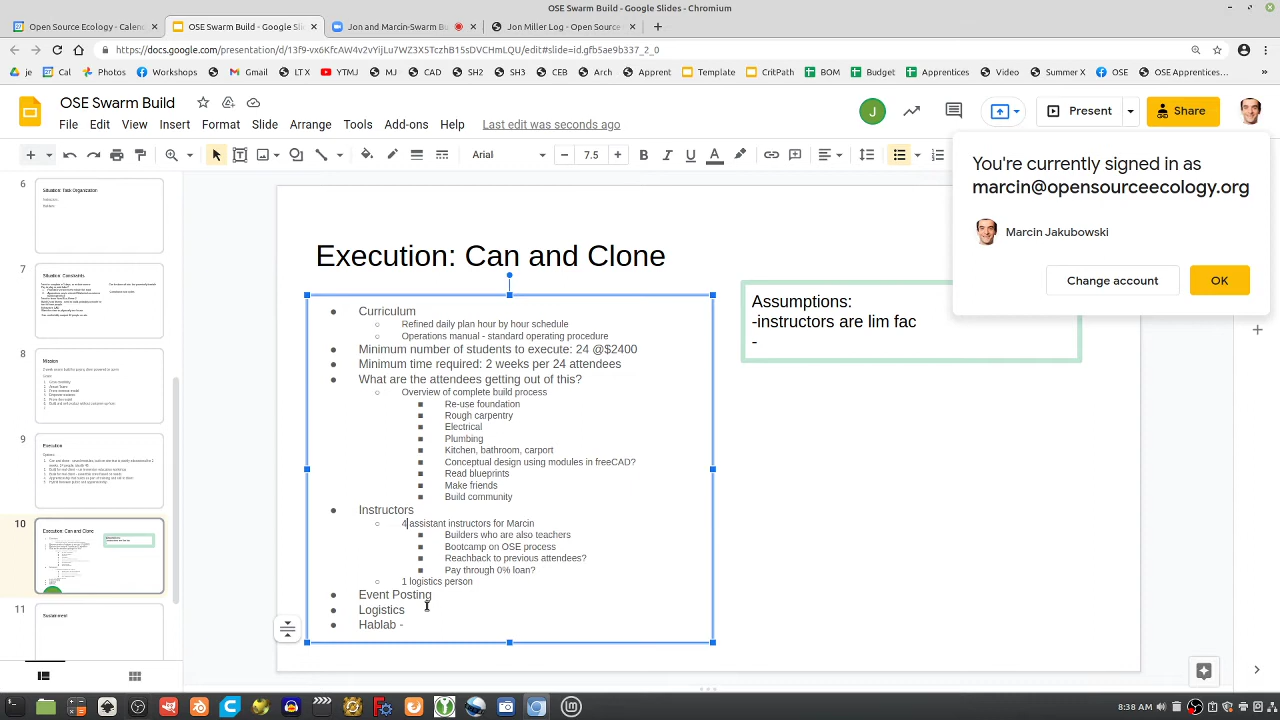 OSE Swarm Build - Google Slides - Chromium
Open Source Ecology - Calen
OSE Swarm Build - Google Slides
Jon and Marcin-Swarm B
Jon Miller Log - Open Source
https://docs.google.com/presentation/d/13f9-vx6KfcAW4v2vYijLu7WZ3X5TczhB15sDVCHmLQU/edit#slide=id.gfb5ae9b337_2_0
je
Cal
Photos
Workshops
Gmail
LTX
YTMJ
MJ
CAD
SH2
SH3
CEB
Arch
Apprent
Template
CritPath
BOM
Budget
Apprentices
Video
Summer X
OSE
OSE Apprentices...
OSE Swarm Build
File Edit View Insert Format Slide Arrange Tools Add-ons Help Last edit was seconds ago
J
Present
Share
Arial
7.5
You're currently signed in as
marcin@opensourceecology.org
Marcin Jakubowski
Change account
OK
6
Situation: Task Organization:
7
Situation: Constraints
8
Mission
9
Execution
10
Execution: Can and Clone
11
Sustainment
Execution: Can and Clone
Curriculum
Refined daily plan hour by hour schedule
Operations manual - standard operating procedure
Minimum number of students to execute: 24 @$2400
Minimum time required: 2 weeks per 24 attendees
What are the attendees getting out of this?
Overview of complete build process
Re-use foundation
Rough carpentry
Electrical
Plumbing
Kitchen, bathroom, carport
Conceptual design using modules in freeCAD?
Read blueprints
Make friends
Build community
Instructors
assistant instructors for Marcin
Builders who are also teachers
Bootcamp on OSE process
Reachback to previous attendees?
Pay through 0% loan?
1 logistics person
Event Posting
Logistics
Hablab -
Assumptions:
-instructors are lim fac
-
8:38 AM